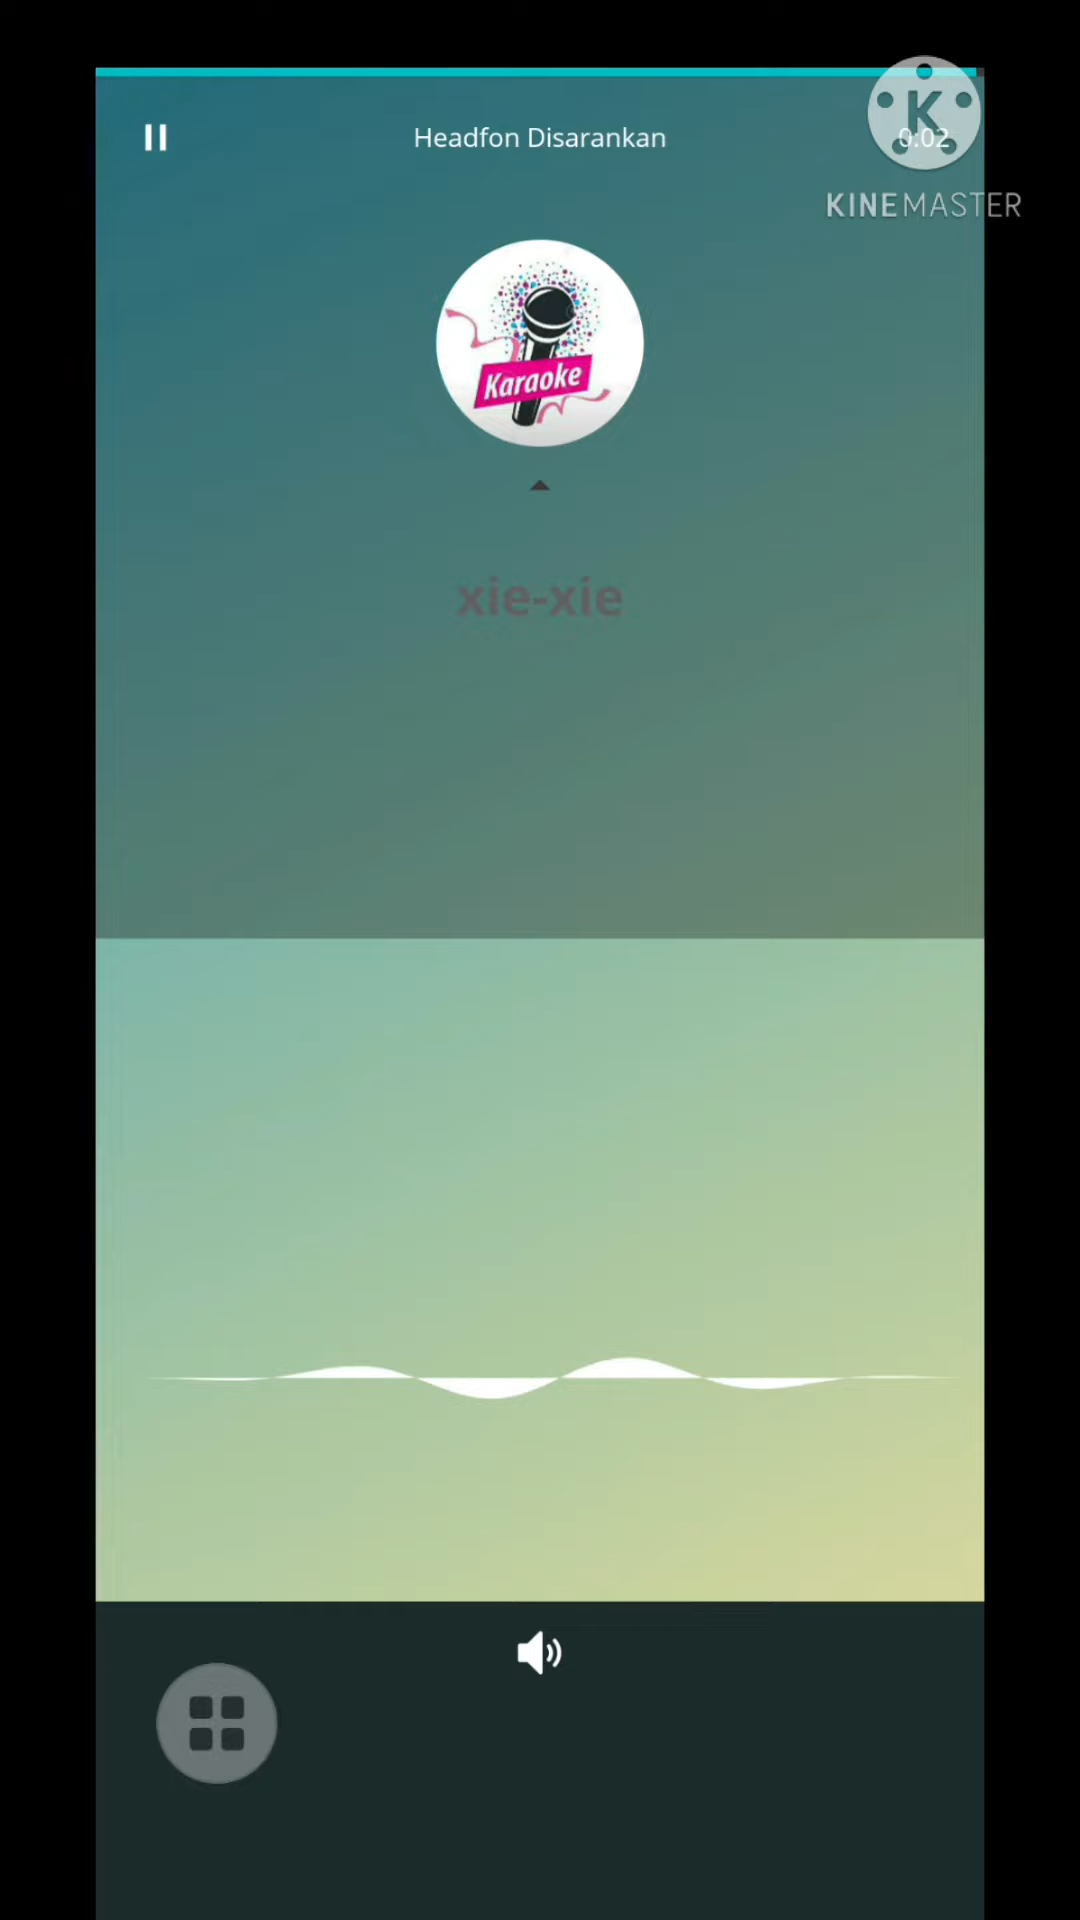 Headfon Disarankan
0:02
K
KINEMASTER
Karaoke
xie-xie